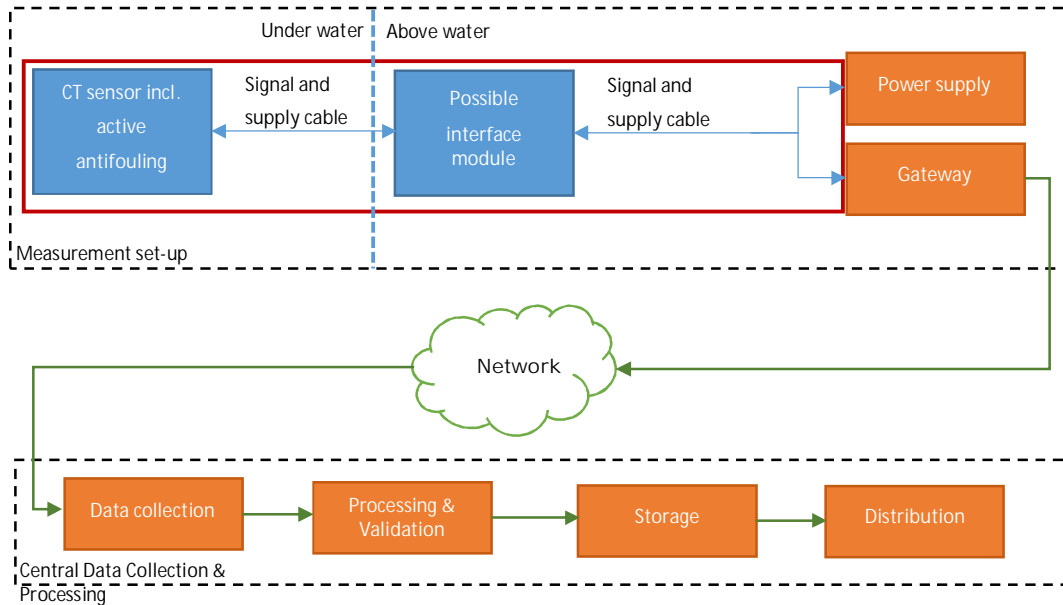 Under water
Above water
CT sensor incl.
active
antifouling
Signal and
supply cable
Possible
interface
module
Signal and
supply cable
Power supply
Gateway
Measurement set-up
Network
Data collection
Processing &
Validation
Storage
Distribution
Central Data Collection &
Processing